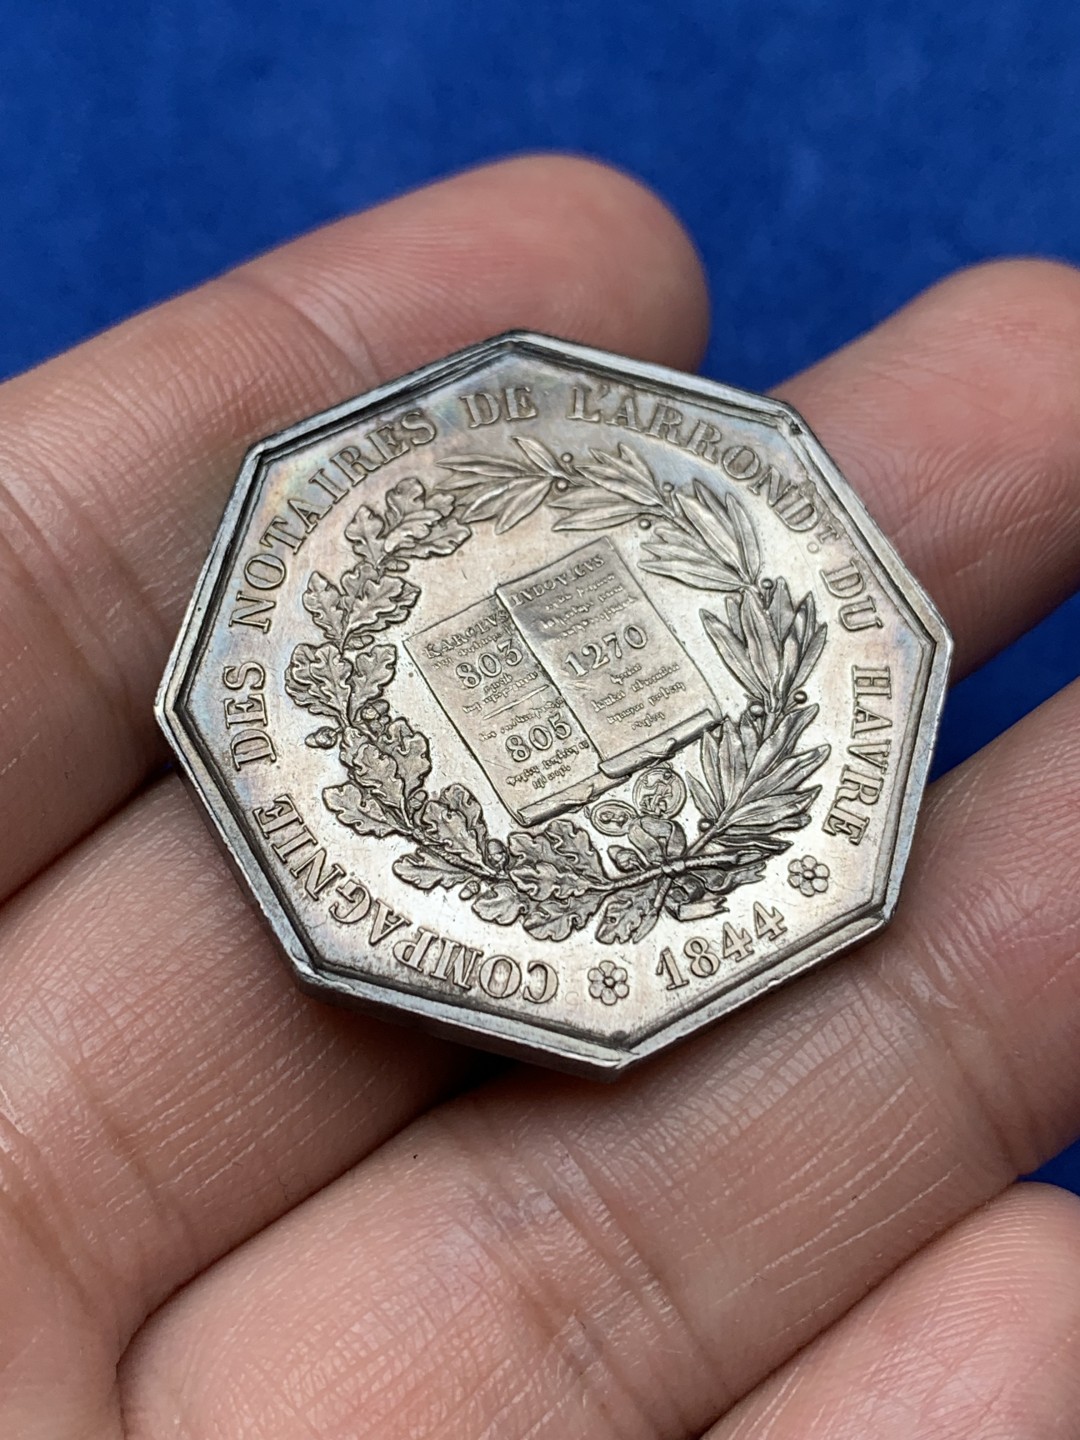 COMPAGNIE DES NOTAIRES DE L'ARRONDT. DU HAVRE
1844
KAROLVS
803
805
LVDOVICVS
1270